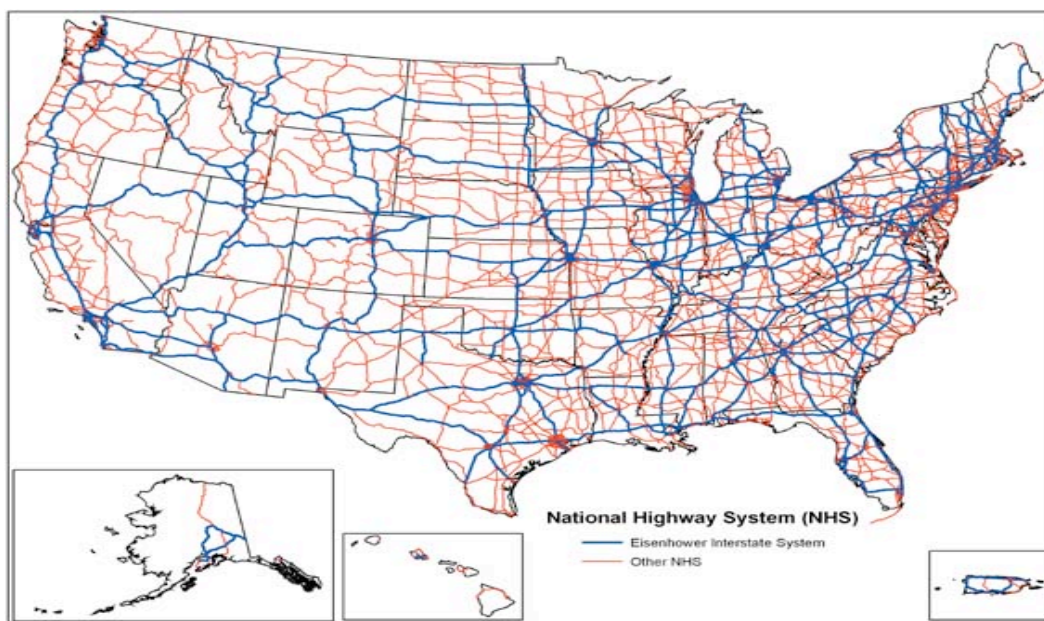 National Highway System (NHS)
Eisenhower Interstate System
Other NHS